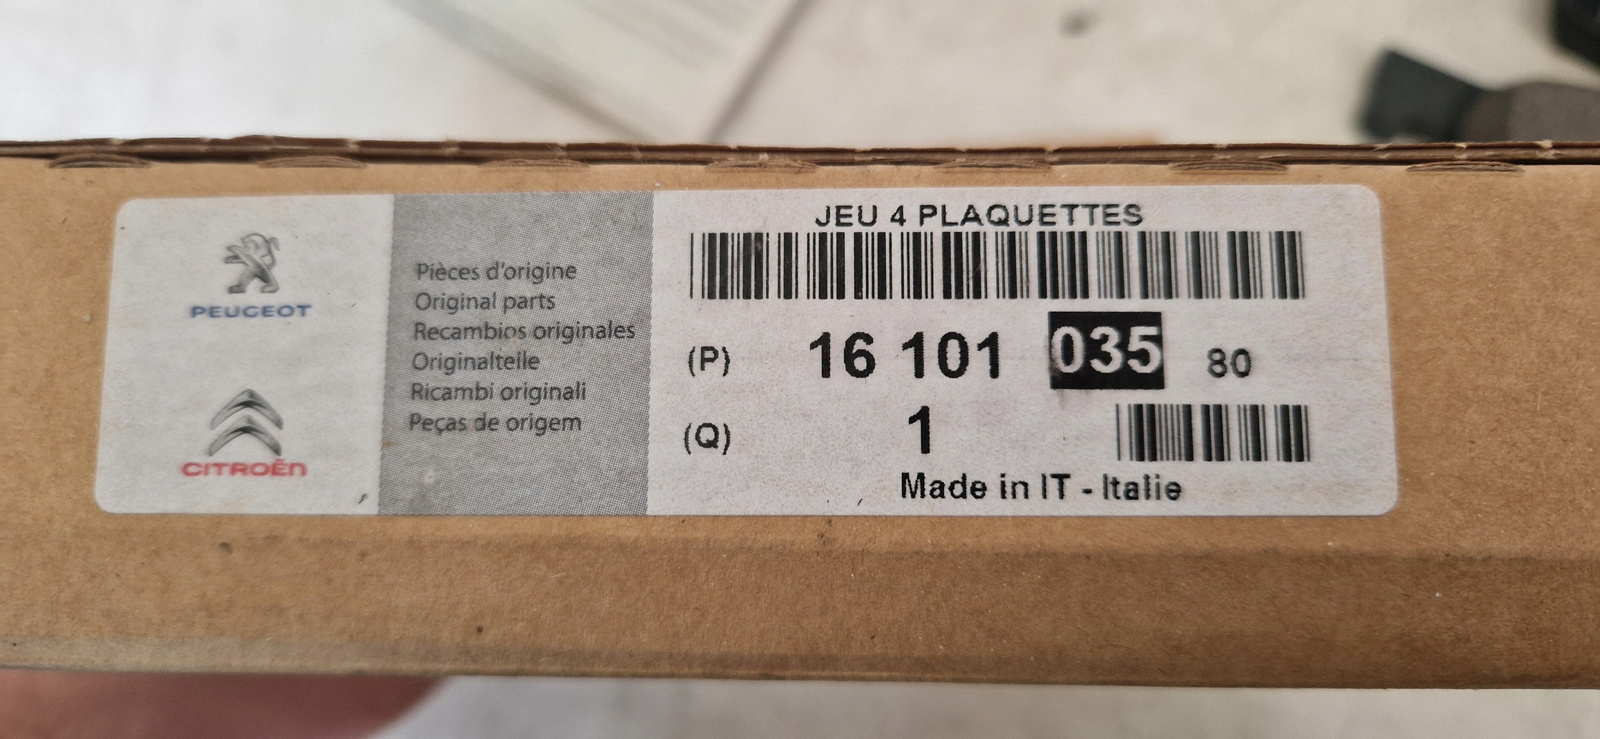 PEUGEOT
CITROËN
Pièces d'origine
Original parts
Recambios originales
Originalteile
Ricambi originali
Peças de origem
JEU 4 PLAQUETTES
(P) 16 101 035 80
(Q) 1
Made in IT - Italie